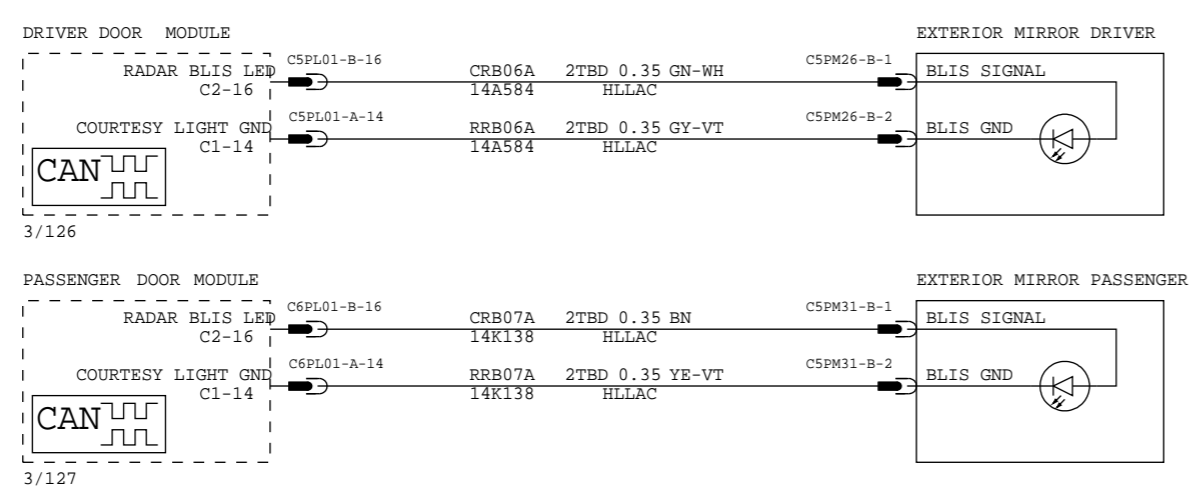 DRIVER DOOR MODULE EXTERIOR MIRROR DRIVER
RADAR BLIS LED C5PL01-B-16 CRB06A 2TBD 0.35 GN-WH C5PM26-B-1 BLIS SIGNAL
C2-16 14A584 HLLAC
COURTESY LIGHT GND C5PL01-A-14 RRB06A 2TBD 0.35 GY-VT C5PM26-B-2 BLIS GND
C1-14 14A584 HLLAC
CAN
3/126
PASSENGER DOOR MODULE EXTERIOR MIRROR PASSENGER
RADAR BLIS LED C6PL01-B-16 CRB07A 2TBD 0.35 BN C5PM31-B-1 BLIS SIGNAL
C2-16 14K138 HLLAC
COURTESY LIGHT GND C6PL01-A-14 RRB07A 2TBD 0.35 YE-VT C5PM31-B-2 BLIS GND
C1-14 14K138 HLLAC
CAN
3/127